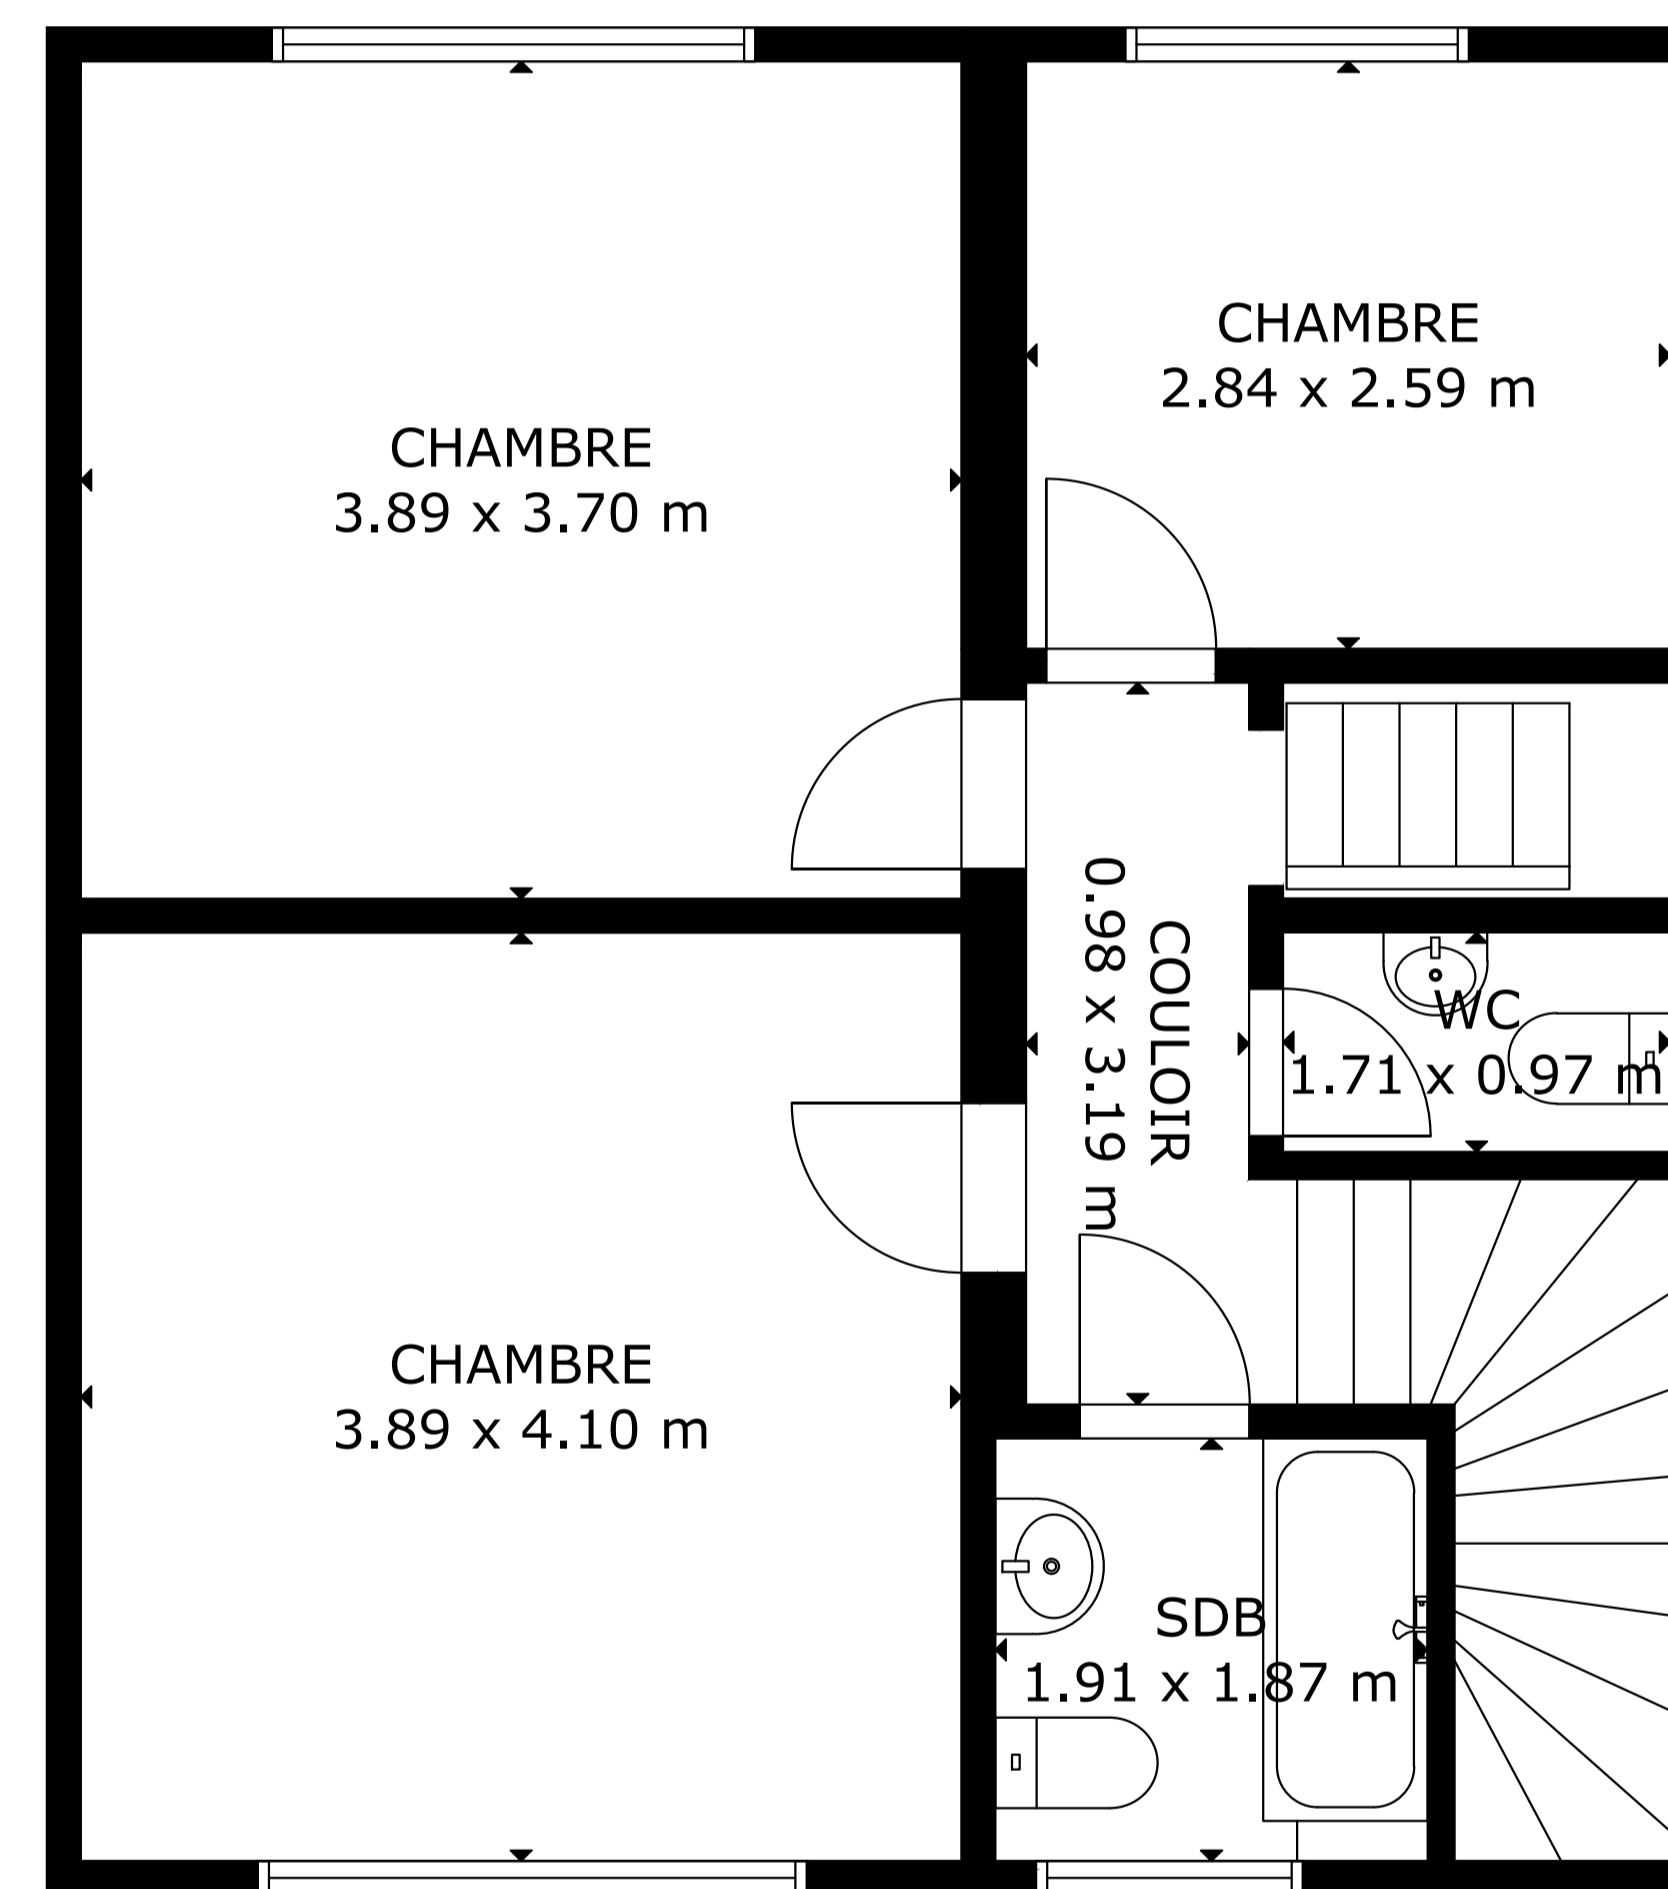 CHAMBRE
3.89 x 3.70 m
CHAMBRE
2.84 x 2.59 m
COULOIR
0.98 x 3.19 m
WC
1.71 x 0.97 m
CHAMBRE
3.89 x 4.10 m
SDB
1.91 x 1.87 m